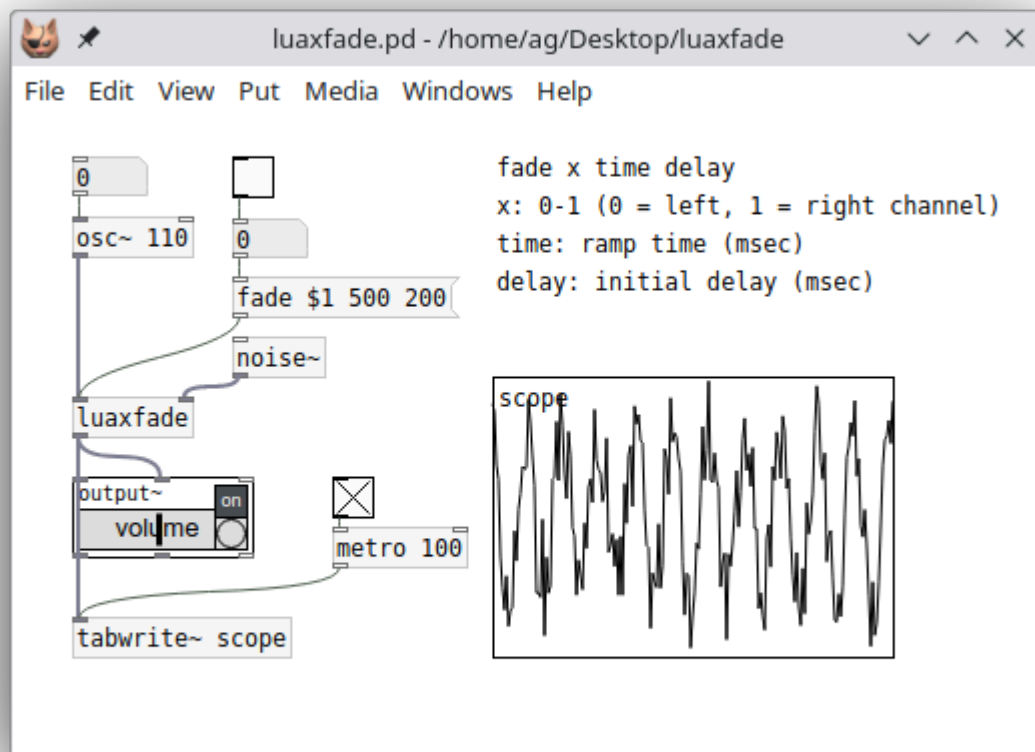 luaxfade.pd - /home/ag/Desktop/luaxfade
File Edit View Put Media Windows Help
0
osc~ 110
0
fade $1 500 200
noise~
luaxfade
output~
on
volume
metro 100
tabwrite~ scope
fade x time delay
x: 0-1 (0 = left, 1 = right channel)
time: ramp time (msec)
delay: initial delay (msec)
scope